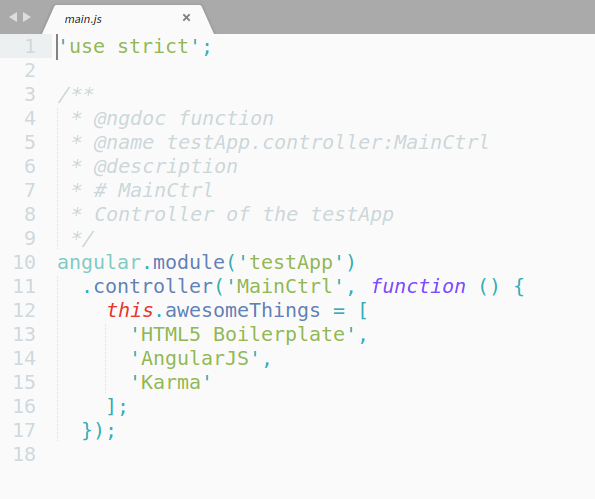 main.js ×
1 'use strict';
2
3 /**
4  * @ngdoc function
5  * @name testApp.controller:MainCtrl
6  * @description
7  * # MainCtrl
8  * Controller of the testApp
9  */
10 angular.module('testApp')
11   .controller('MainCtrl', function () {
12     this.awesomeThings = [
13       'HTML5 Boilerplate',
14       'AngularJS',
15       'Karma'
16     ];
17   });
18